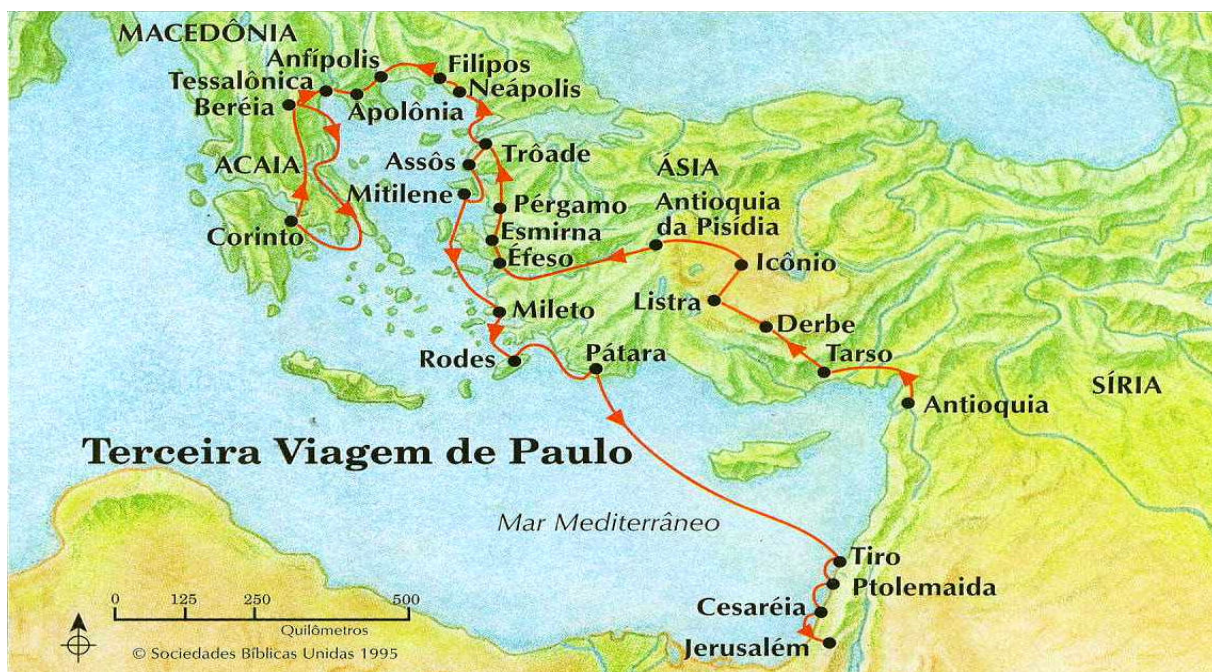 MACEDÔNIA
Anfípolis
Filipos
Tessalônica
Neápolis
Beréia
Apolônia
Trôade
Assôs
ACAIA
ÁSIA
Mitilene
Antioquia
da Pisídia
Pérgamo
Corinto
Esmirna
Éfeso
Icônio
Listra
Mileto
Derbe
Rodes
Pátara
Tarso
SÍRIA
Antioquia
Terceira Viagem de Paulo
Mar Mediterrâneo
Tiro
Ptolemaida
Cesaréia
Jerusalém
0 125 250 500
Quilômetros
© Sociedades Bíblicas Unidas 1995